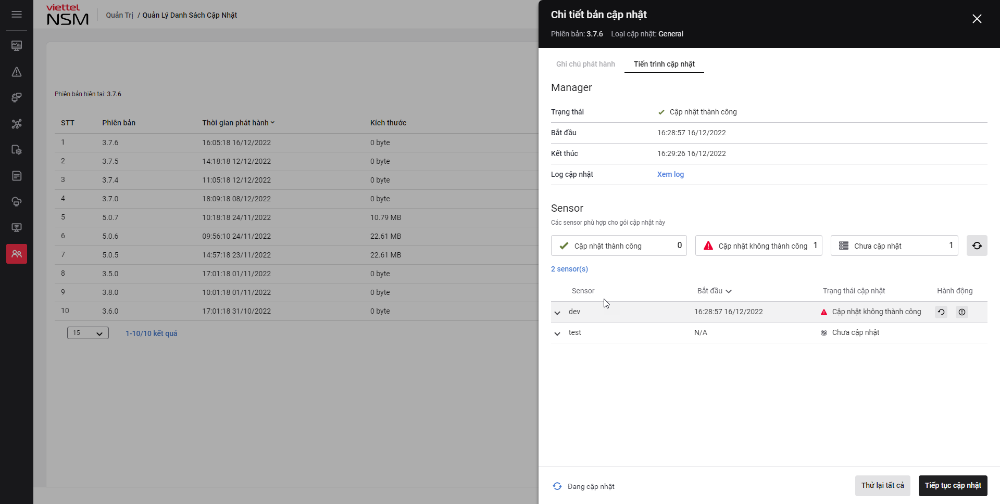 viettel
NSM
Quản Trị / Quản Lý Danh Sách Cập Nhật
Phiên bản hiện tại: 3.7.6
STT Phiên bản Thời gian phát hành Kích thước
1 3.7.6 16:05:18 16/12/2022 0 byte
2 3.7.5 14:18:18 12/12/2022 0 byte
3 3.7.4 11:05:18 12/12/2022 0 byte
4 3.7.0 18:09:18 08/12/2022 0 byte
5 5.0.7 10:18:18 24/11/2022 10.79 MB
6 5.0.6 09:56:10 24/11/2022 22.61 MB
7 5.0.5 14:57:18 23/11/2022 22.61 MB
8 3.5.0 17:01:18 01/11/2022 0 byte
9 3.8.0 10:01:18 01/11/2022 0 byte
10 3.6.0 17:01:18 31/10/2022 0 byte
15 1-10/10 kết quả
Chi tiết bản cập nhật
Phiên bản: 3.7.6 Loại cập nhật: General
Ghi chú phát hành Tiến trình cập nhật
Manager
Trạng thái Cập nhật thành công
Bắt đầu 16:28:57 16/12/2022
Kết thúc 16:29:26 16/12/2022
Log cập nhật Xem log
Sensor
Các sensor phù hợp cho gói cập nhật này
Cập nhật thành công 0 Cập nhật không thành công 1 Chưa cập nhật 1
2 sensor(s)
Sensor Bắt đầu Trạng thái cập nhật Hành động
dev 16:28:57 16/12/2022 Cập nhật không thành công
test N/A Chưa cập nhật
Đang cập nhật Thử lại tất cả Tiếp tục cập nhật